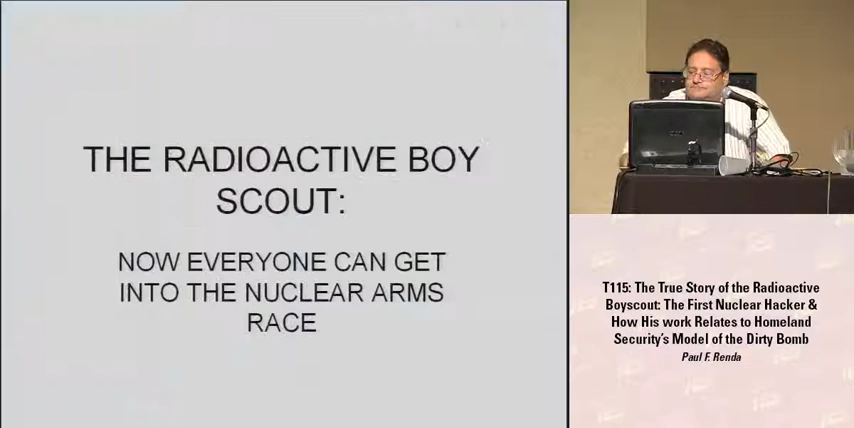 THE RADIOACTIVE BOY
SCOUT:
NOW EVERYONE CAN GET
INTO THE NUCLEAR ARMS
RACE
T115: The True Story of the Radioactive
Boyscout: The First Nuclear Hacker &
How His work Relates to Homeland
Security's Model of the Dirty Bomb
Paul F. Renda